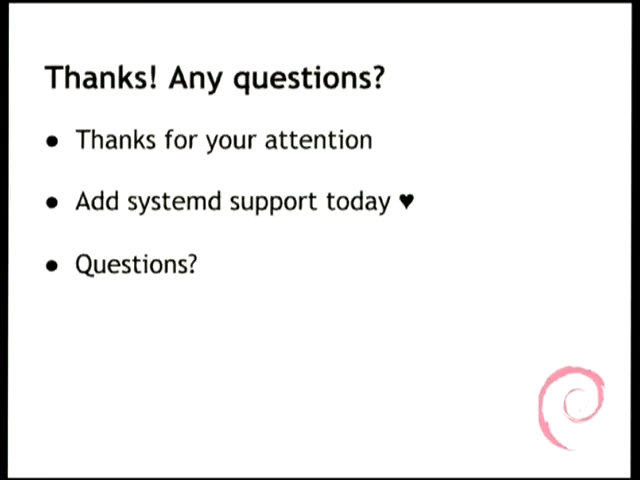 Thanks! Any questions?
● Thanks for your attention
● Add systemd support today ♥
● Questions?